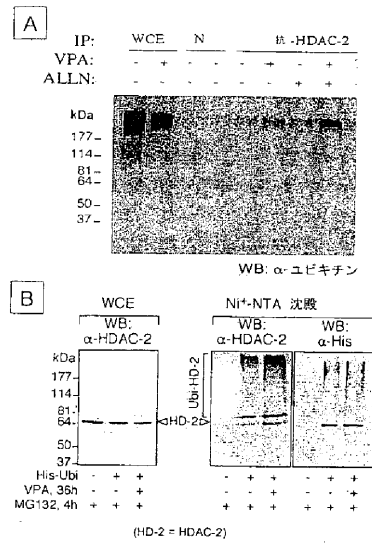 A
IP: WCE N 抗-HDAC-2
VPA: - + - - - + - + -
ALLN: - - - - - - + +
kDa
177-
114-
81-
64-
50-
37-
WB: α-ユビキチン
B
WCE
Ni+-NTA 沈殿
WB:
α-HDAC-2
WB:
α-HDAC-2
WB:
α-His
kDa
177-
114-
81-
64-
50-
37-
Ubi-HD-2
HD-2
His-Ubi - + + - + + - + +
VPA, 36h - - + - - + - - +
MG132, 4h + + + + + + + + +
(HD-2 = HDAC-2)